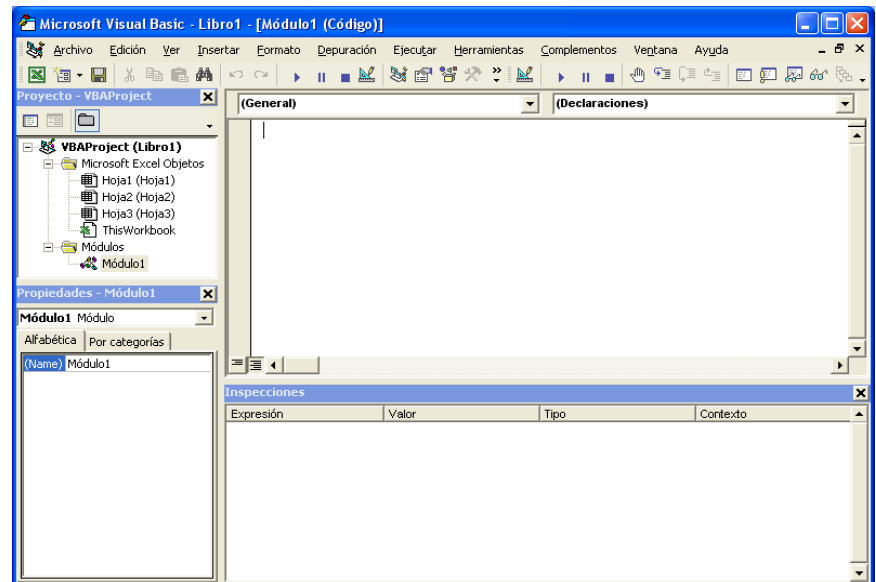 Microsoft Visual Basic - Libro1 - [Módulo1 (Código)]
Archivo Edición Ver Insertar Formato Depuración Ejecutar Herramientas Complementos Ventana Ayuda
Proyecto - VBAProject
(General) (Declaraciones)
VBAProject (Libro1)
Microsoft Excel Objetos
Hoja1 (Hoja1)
Hoja2 (Hoja2)
Hoja3 (Hoja3)
ThisWorkbook
Módulos
Módulo1
Propiedades - Módulo1
Módulo1 Módulo
Alfabética Por categorías
(Name) Módulo1
Inspecciones
Expresión Valor Tipo Contexto